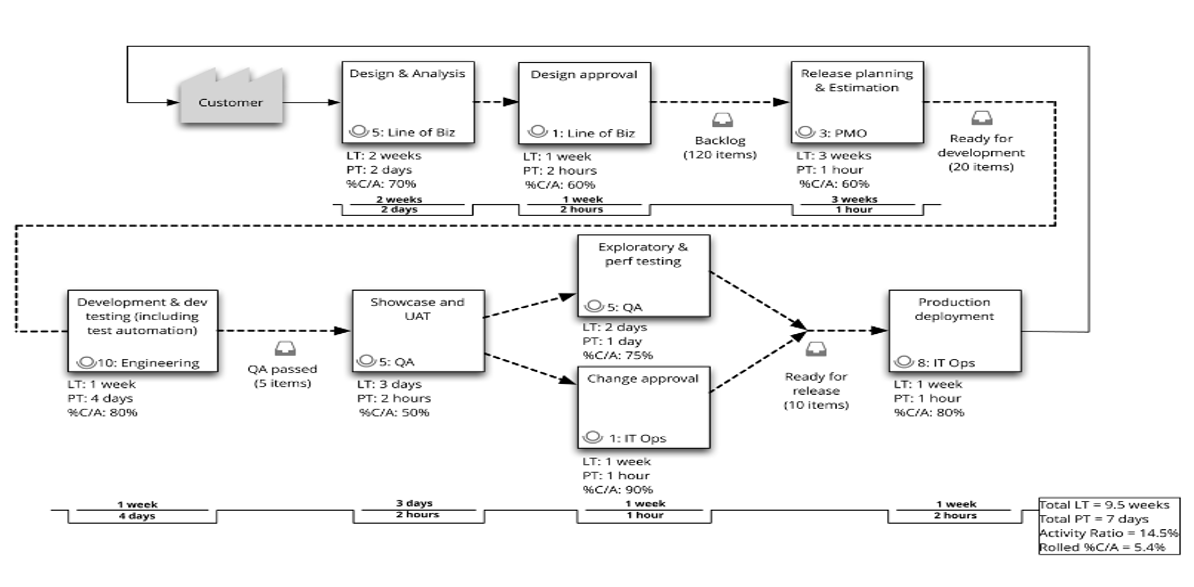 Customer
Design & Analysis
5: Line of Biz
LT: 2 weeks
PT: 2 days
%C/A: 70%
Design approval
1: Line of Biz
LT: 1 week
PT: 2 hours
%C/A: 60%
Backlog
(120 items)
Release planning
& Estimation
3: PMO
LT: 3 weeks
PT: 1 hour
%C/A: 60%
Ready for
development
(20 items)
2 weeks
2 days
1 week
2 hours
3 weeks
1 hour
Development & dev
testing (including
test automation)
10: Engineering
LT: 1 week
PT: 4 days
%C/A: 80%
QA passed
(5 items)
Showcase and
UAT
5: QA
LT: 3 days
PT: 2 hours
%C/A: 50%
Exploratory &
perf testing
5: QA
LT: 2 days
PT: 1 day
%C/A: 75%
Change approval
1: IT Ops
LT: 1 week
PT: 1 hour
%C/A: 90%
Ready for
release
(10 items)
Production
deployment
8: IT Ops
LT: 1 week
PT: 1 hour
%C/A: 80%
1 week
4 days
3 days
2 hours
1 week
1 hour
1 week
2 hours
Total LT = 9.5 weeks
Total PT = 7 days
Activity Ratio = 14.5%
Rolled %C/A = 5.4%